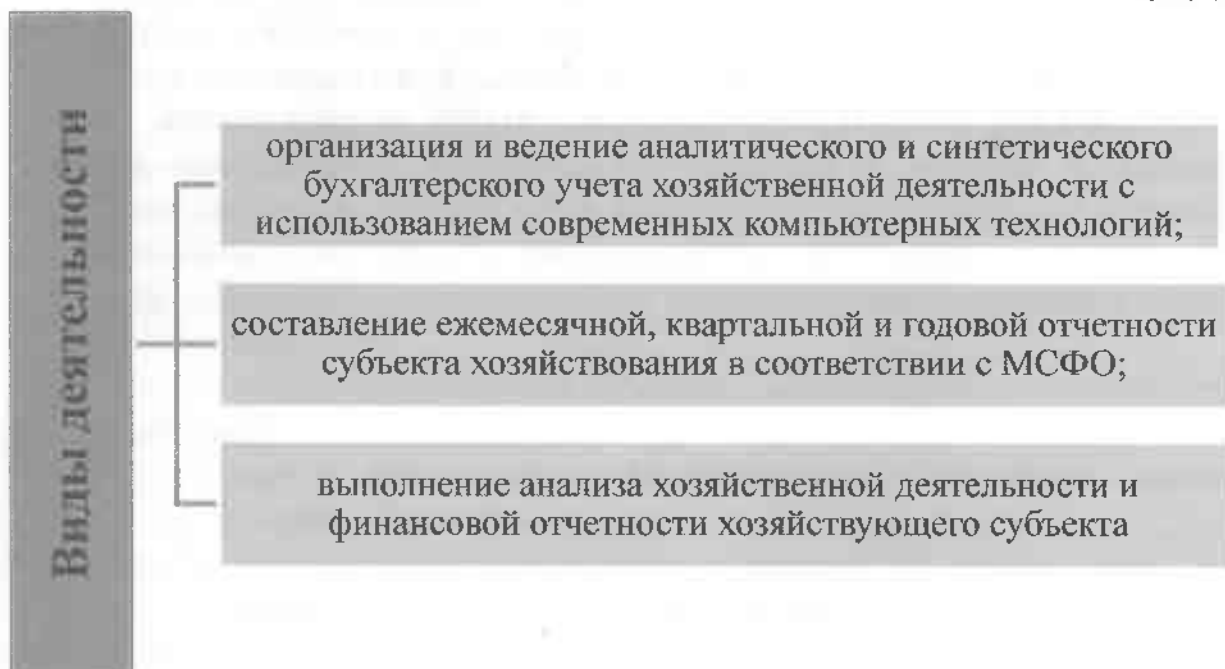 Виды деятельности
организация и ведение аналитического и синтетического
бухгалтерского учета хозяйственной деятельности с
использованием современных компьютерных технологий;
составление ежемесячной, квартальной и годовой отчетности
субъекта хозяйствования в соответствии с МСФО;
выполнение анализа хозяйственной деятельности и
финансовой отчетности хозяйствующего субъекта